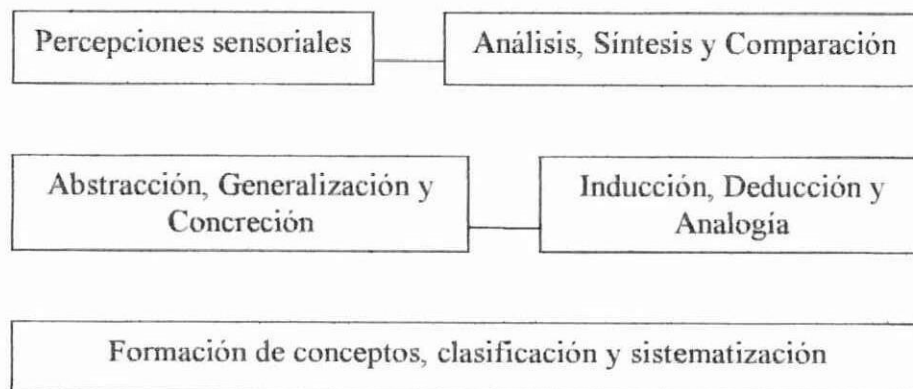 Percepciones sensoriales
Análisis, Síntesis y Comparación
Abstracción, Generalización y
Concreción
Inducción, Deducción y
Analogía
Formación de conceptos, clasificación y sistematización